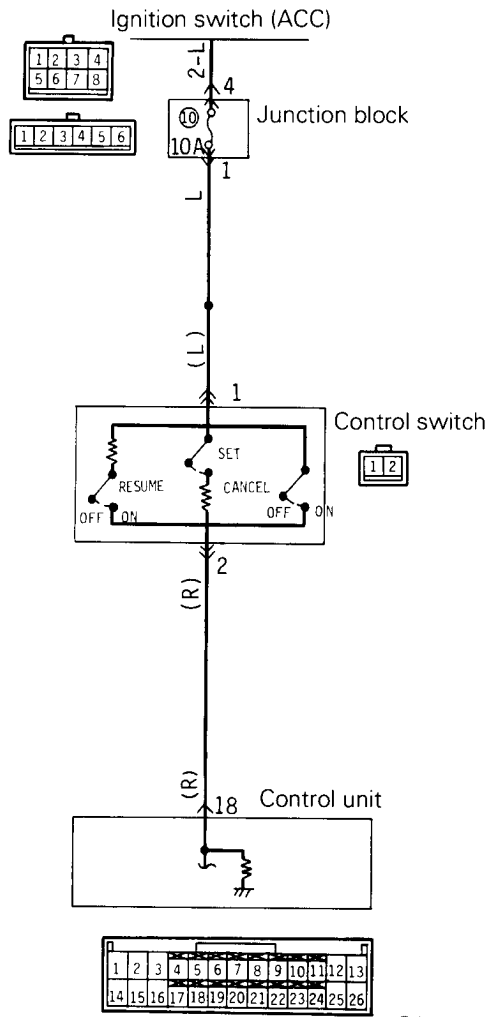 Ignition switch (ACC)
1 2 3 4
5 6 7 8
2-L
4
10
Junction block
1 2 3 4 5 6
10A
1
L
(L)
1
Control switch
SET
1 2
RESUME
CANCEL
OFF
ON
OFF
ON
2
(R)
(R)
18
Control unit
1 2 3 4 5 6 7 8 9 10 11 12 13
14 15 16 17 18 19 20 21 22 23 24 25 26